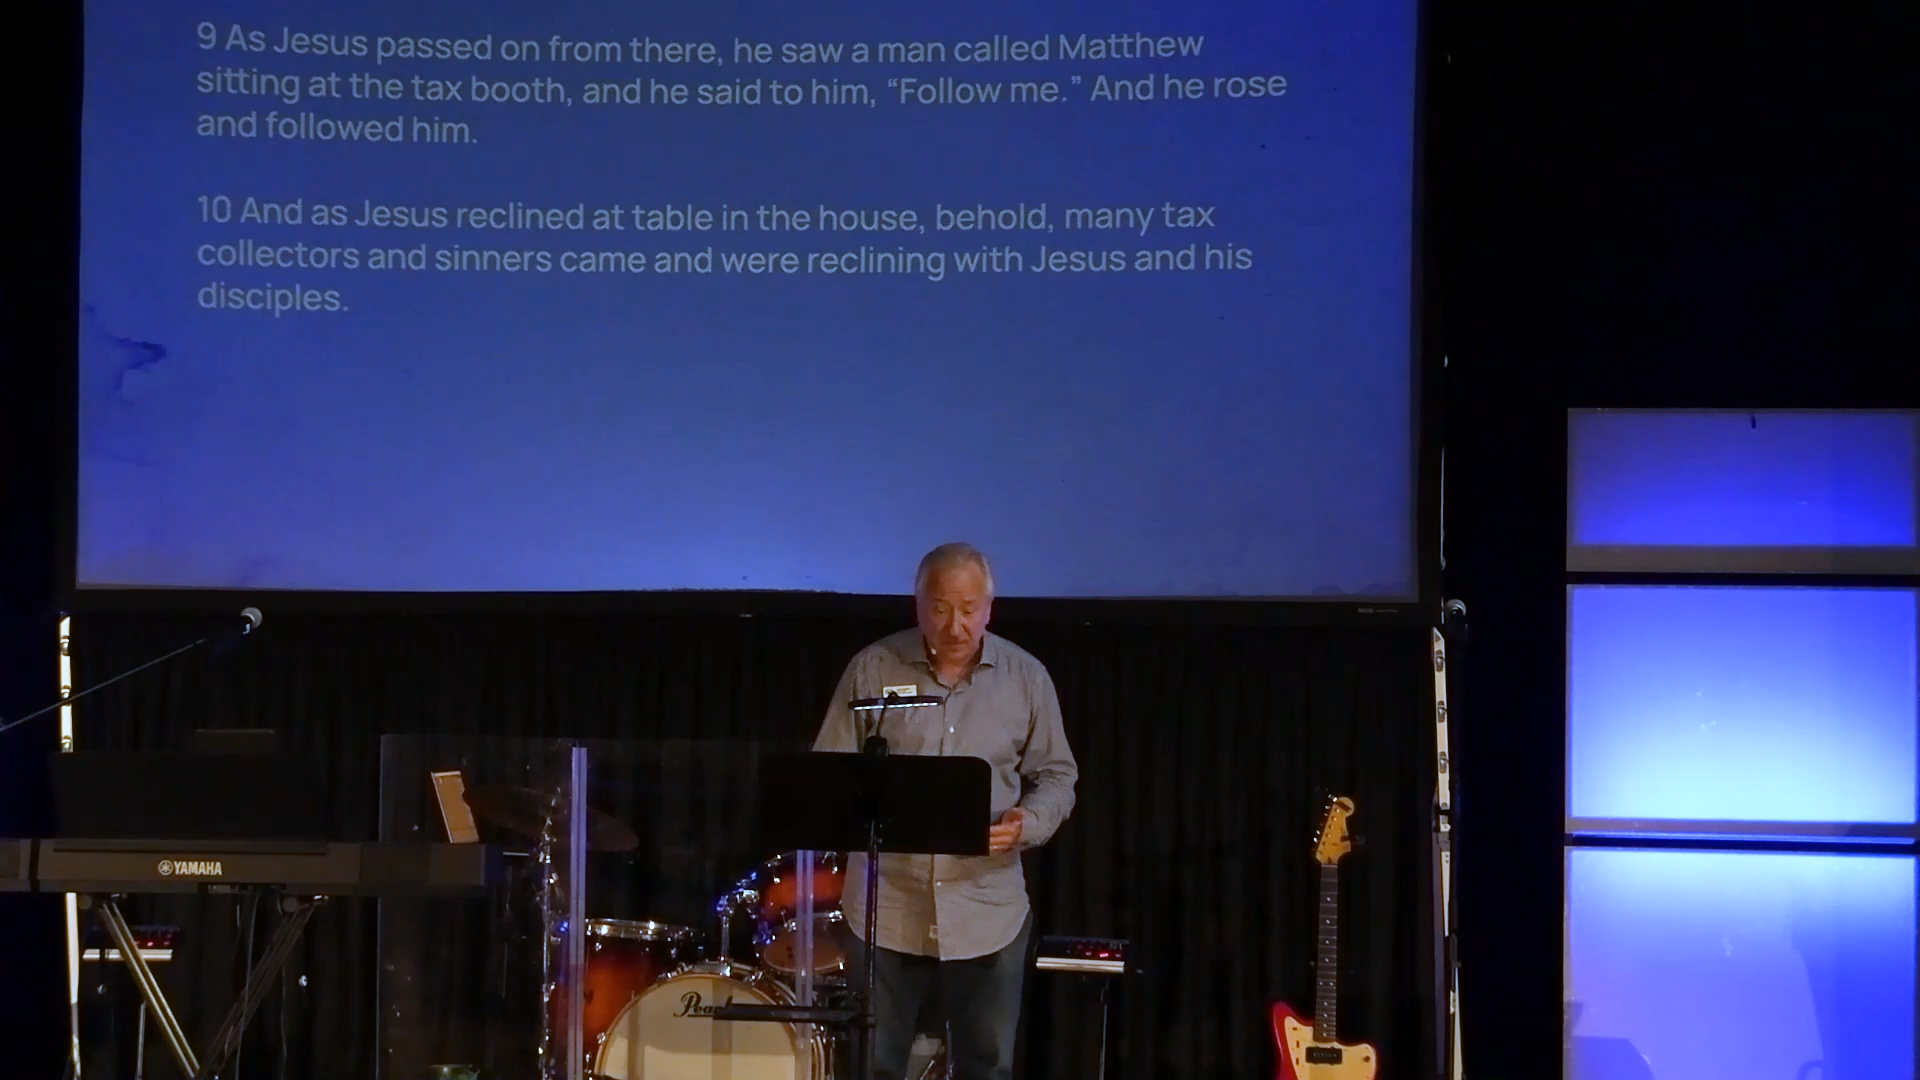 9 As Jesus passed on from there, he saw a man called Matthew
sitting at the tax booth, and he said to him, “Follow me.” And he rose
and followed him.
10 And as Jesus reclined at table in the house, behold, many tax
collectors and sinners came and were reclining with Jesus and his
disciples.
YAMAHA